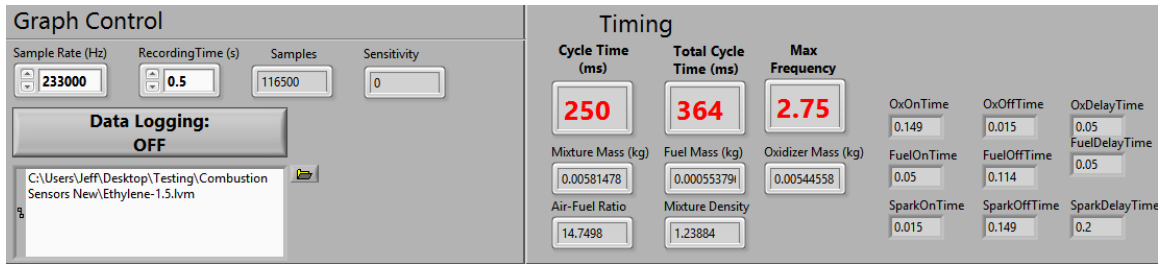 Graph Control
Sample Rate (Hz) RecordingTime (s) Samples Sensitivity
233000 0.5 116500 0
Data Logging:
OFF
C:\Users\Jeff\Desktop\Testing\Combustion
Sensors New\Ethylene-1.5.lvm
Timing
Cycle Time
(ms)
Total Cycle
Time (ms)
Max
Frequency
250 364 2.75
Mixture Mass (kg) Fuel Mass (kg) Oxidizer Mass (kg)
0.00581478 0.00055379 0.00544558
Air-Fuel Ratio Mixture Density
14.7498 1.23884
OxOnTime OxOffTime OxDelayTime
0.149 0.015 0.05
FuelOnTime FuelOffTime FuelDelayTime
0.05 0.114 0.05
SparkOnTime SparkOffTime SparkDelayTime
0.015 0.149 0.2